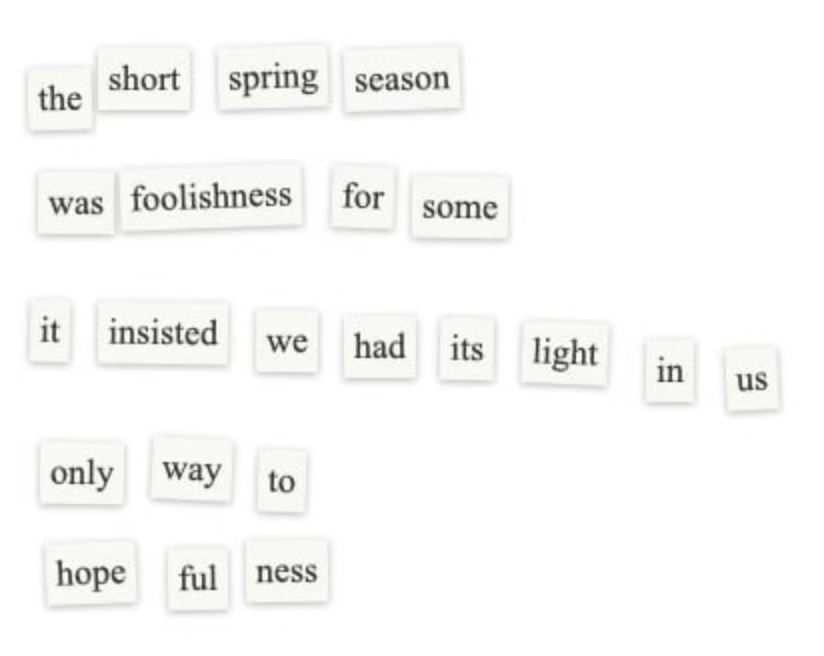 the short spring season
was foolishness for some
it insisted we had its light in us
only way to
hope ful ness